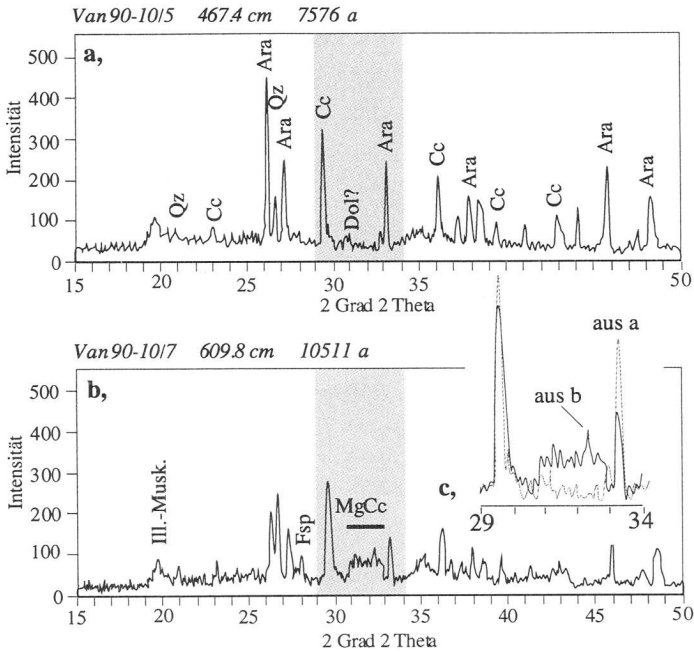 Van90-10/5 467.4 cm 7576 a
a,
Intensität
500
400
300
200
100
0
Qz
Cc
Ara
Qz
Ara
Cc
Dol?
Ara
Cc
Ara
Cc
Cc
Ara
Ara
15 20 25 30 35 40 45 50
2 Grad 2 Theta
Van90-10/7 609.8 cm 10511 a
b,
Intensität
500
400
300
200
100
0
Ill.-Musk.
Fsp
MgCc
15 20 25 30 35 40 45 50
2 Grad 2 Theta
c,
aus a
aus b
29 34